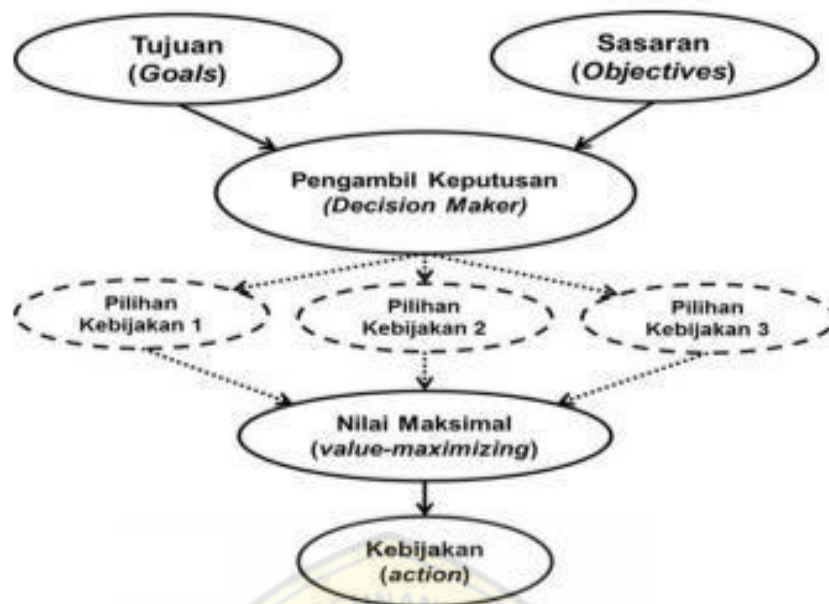 Tujuan
(Goals)
Sasaran
(Objectives)
Pengambil Keputusan
(Decision Maker)
Pilihan
Kebijakan 1
Pilihan
Kebijakan 2
Pilihan
Kebijakan 3
Nilai Maksimal
(value-maximizing)
Kebijakan
(action)